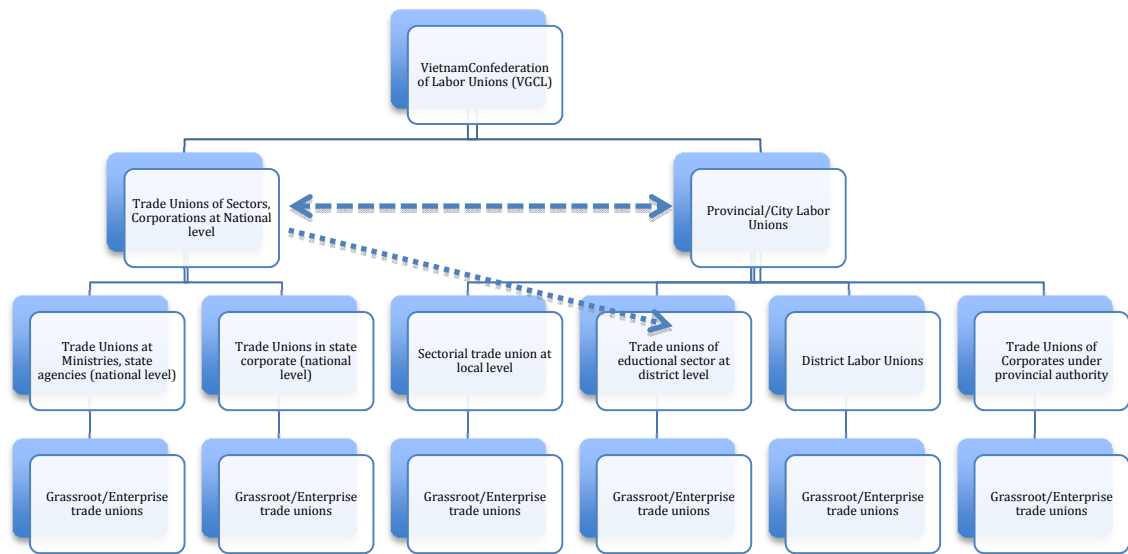 VietnamConfederation
of Labor Unions (VGCL)
Trade Unions of Sectors,
Corporations at National
level
Provincial/City Labor
Unions
Trade Unions at
Ministries, state
agencies (national level)
Trade Unions in state
corporate (national
level)
Sectorial trade union at
local level
Trade unions of
eductional sector at
district level
District Labor Unions
Trade Unions of
Corporates under
provincial authority
Grassroot/Enterprise
trade unions
Grassroot/Enterprise
trade unions
Grassroot/Enterprise
trade unions
Grassroot/Enterprise
trade unions
Grassroot/Enterprise
trade unions
Grassroot/Enterprise
trade unions